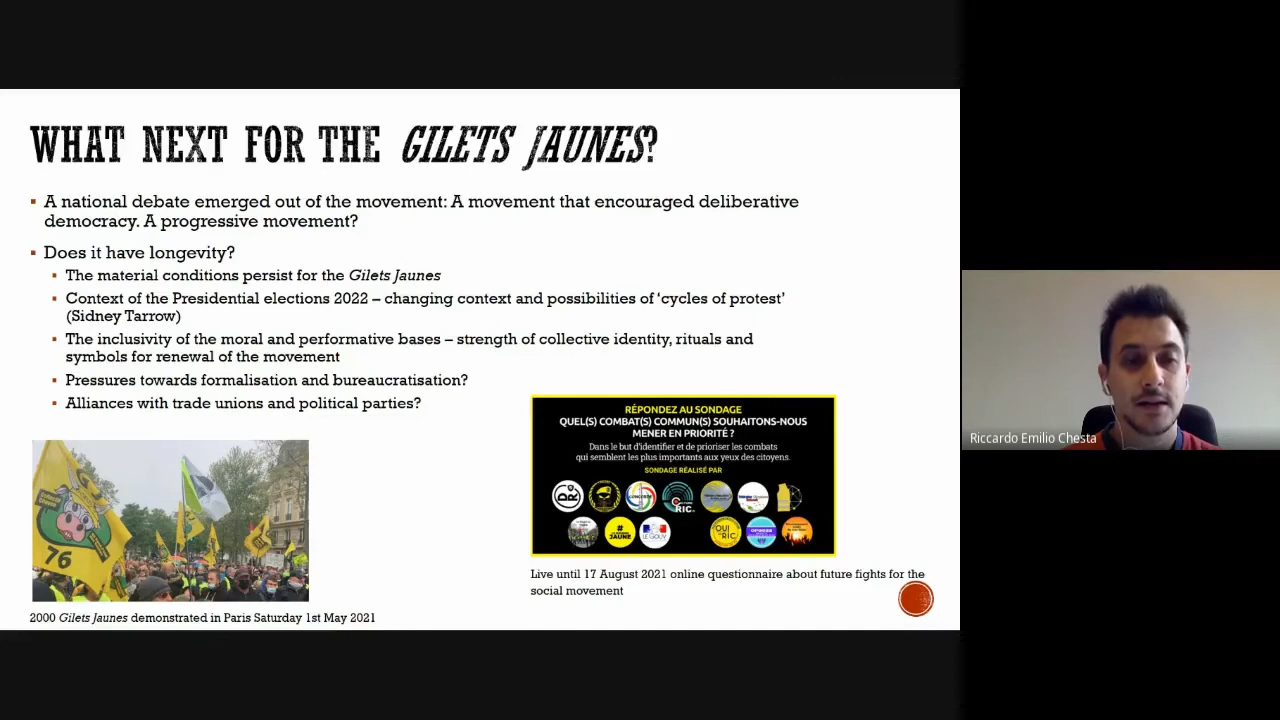 WHAT NEXT FOR THE GILETS JAUNES?
▪ A national debate emerged out of the movement: A movement that encouraged deliberative
democracy. A progressive movement?
▪ Does it have longevity?
▪ The material conditions persist for the Gilets Jaunes
▪ Context of the Presidential elections 2022 – changing context and possibilities of ‘cycles of protest’
(Sidney Tarrow)
▪ The inclusivity of the moral and performative bases – strength of collective identity, rituals and
symbols for renewal of the movement
▪ Pressures towards formalisation and bureaucratisation?
▪ Alliances with trade unions and political parties?
76
2000 Gilets Jaunes demonstrated in Paris Saturday 1st May 2021
RÉPONDEZ AU SONDAGE
QUEL(S) COMBAT(S) COMMUN(S) SOUHAITONS-NOUS
MENER EN PRIORITÉ ?
Dans le but d'identifier et de prioriser les combats
qui semblent les plus importants aux yeux des citoyens.
SONDAGE RÉALISÉ PAR
RIC
#
JAUNE
LE GOUV
OUI
RIC
Live until 17 August 2021 online questionnaire about future fights for the
social movement
Riccardo Emilio Chesta